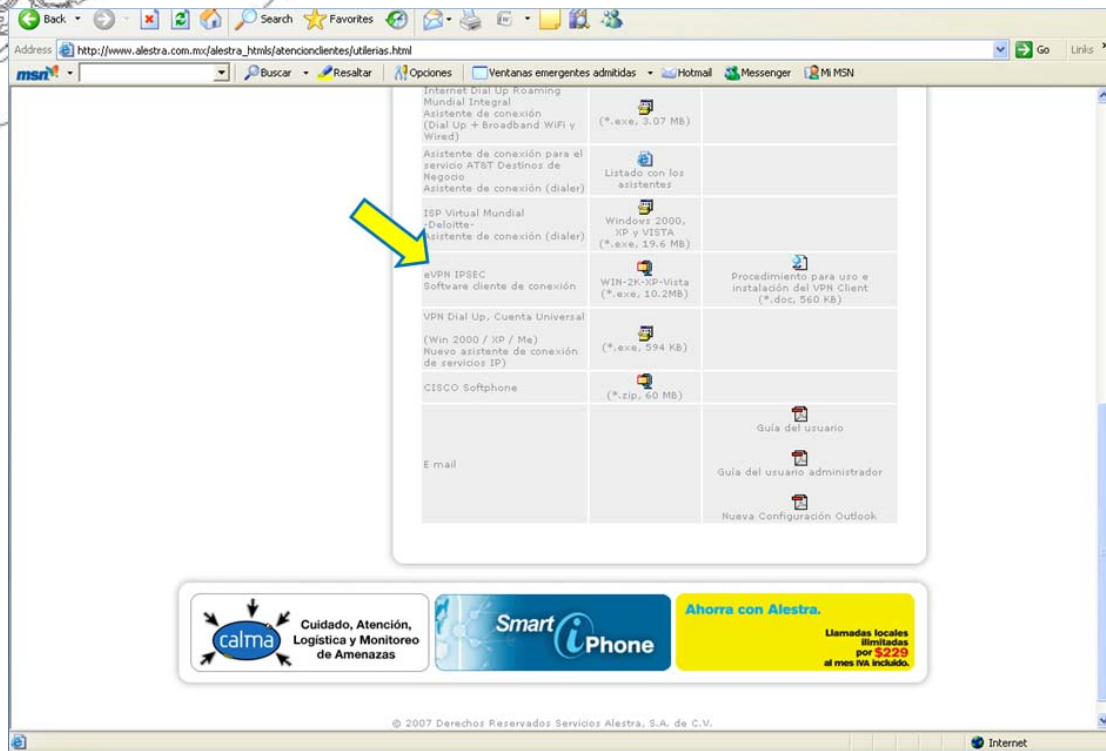 Back
Search
Favorites
Address
http://www.alestra.com.mx/alestra_htmls/atencionclientes/utilerias.html
Go
Links
msn
Buscar
Resaltar
Opciones
Ventanas emergentes admitidas
Hotmail
Messenger
Mi MSN
Internet Dial Up Roaming
Mundial Integral
Asistente de conexión
(Dial Up + Broadband WiFi y
Wired)
(*.exe, 3.07 MB)
Asistente de conexión para el
servicio AT&T Destinos de
Negocio
Asistente de conexión (dialer)
Listado con los
asistentes
ISP Virtual Mundial
-Deloitte-
Asistente de conexión (dialer)
Windows 2000,
XP y VISTA
(*.exe, 19.6 MB)
eVPN IPSEC
Software cliente de conexión
WIN-2K-XP-Vista
(*.exe, 10.2MB)
Procedimiento para uso e
instalación del VPN Client
(*.doc, 560 KB)
VPN Dial Up, Cuenta Universal
(Win 2000 / XP / Me)
Nuevo asistente de conexión
de servicios IP)
(*.exe, 594 KB)
CISCO Softphone
(*.zip, 60 MB)
E mail
Guía del usuario
Guía del usuario administrador
Nueva Configuración Outlook
calma
Cuidado, Atención,
Logística y Monitoreo
de Amenazas
Smart iPhone
Ahorra con Alestra.
Llamadas locales
ilimitadas
por $229
al mes IVA incluido.
© 2007 Derechos Reservados Servicios Alestra, S.A. de C.V.
Internet